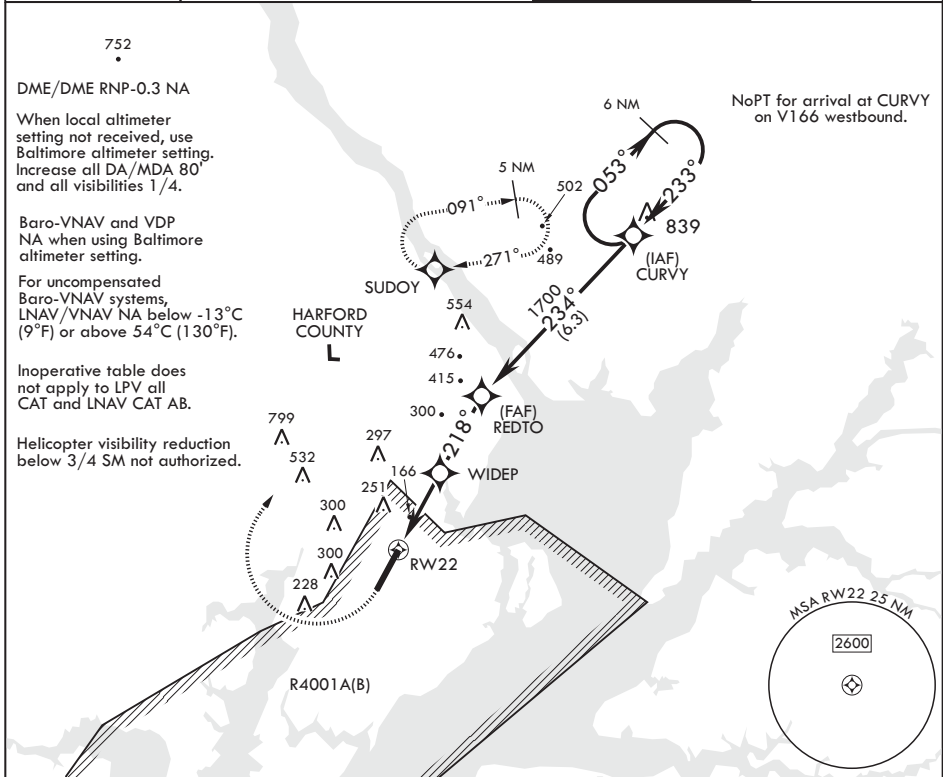 752
DME/DME RNP-0.3 NA
When local altimeter
setting not received, use
Baltimore altimeter setting.
Increase all DA/MDA 80'
and all visibilities 1/4.
Baro-VNAV and VDP
NA when using Baltimore
altimeter setting.
For uncompensated
Baro-VNAV systems,
LNAV/VNAV NA below -13°C
(9°F) or above 54°C (130°F).
Inoperative table does
not apply to LPV all
CAT and LNAV CAT AB.
Helicopter visibility reduction
below 3/4 SM not authorized.
NoPT for arrival at CURVY
on V166 westbound.
6 NM
053°
233°
839
(IAF)
CURVY
5 NM
502
091°
271°
489
SUDOY
1700
234°
(6.3)
HARFORD
COUNTY
L
554
476
415
300
(FAF)
REDTO
218°
WIDEP
799
532
297
166
251
300
300
228
RW22
R4001A(B)
MSA RW22 25 NM
2600